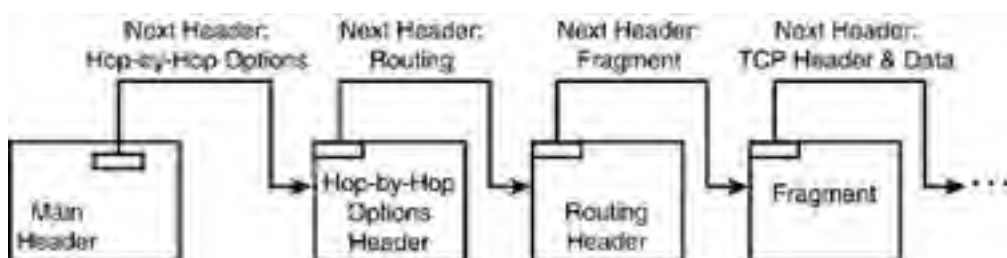 Next Header:
Hop-by-Hop Options
Next Header:
Routing
Next Header:
Fragment
Next Header:
TCP Header & Data
Main
Header
Hop-by-Hop
Options
Header
Routing
Header
Fragment
...